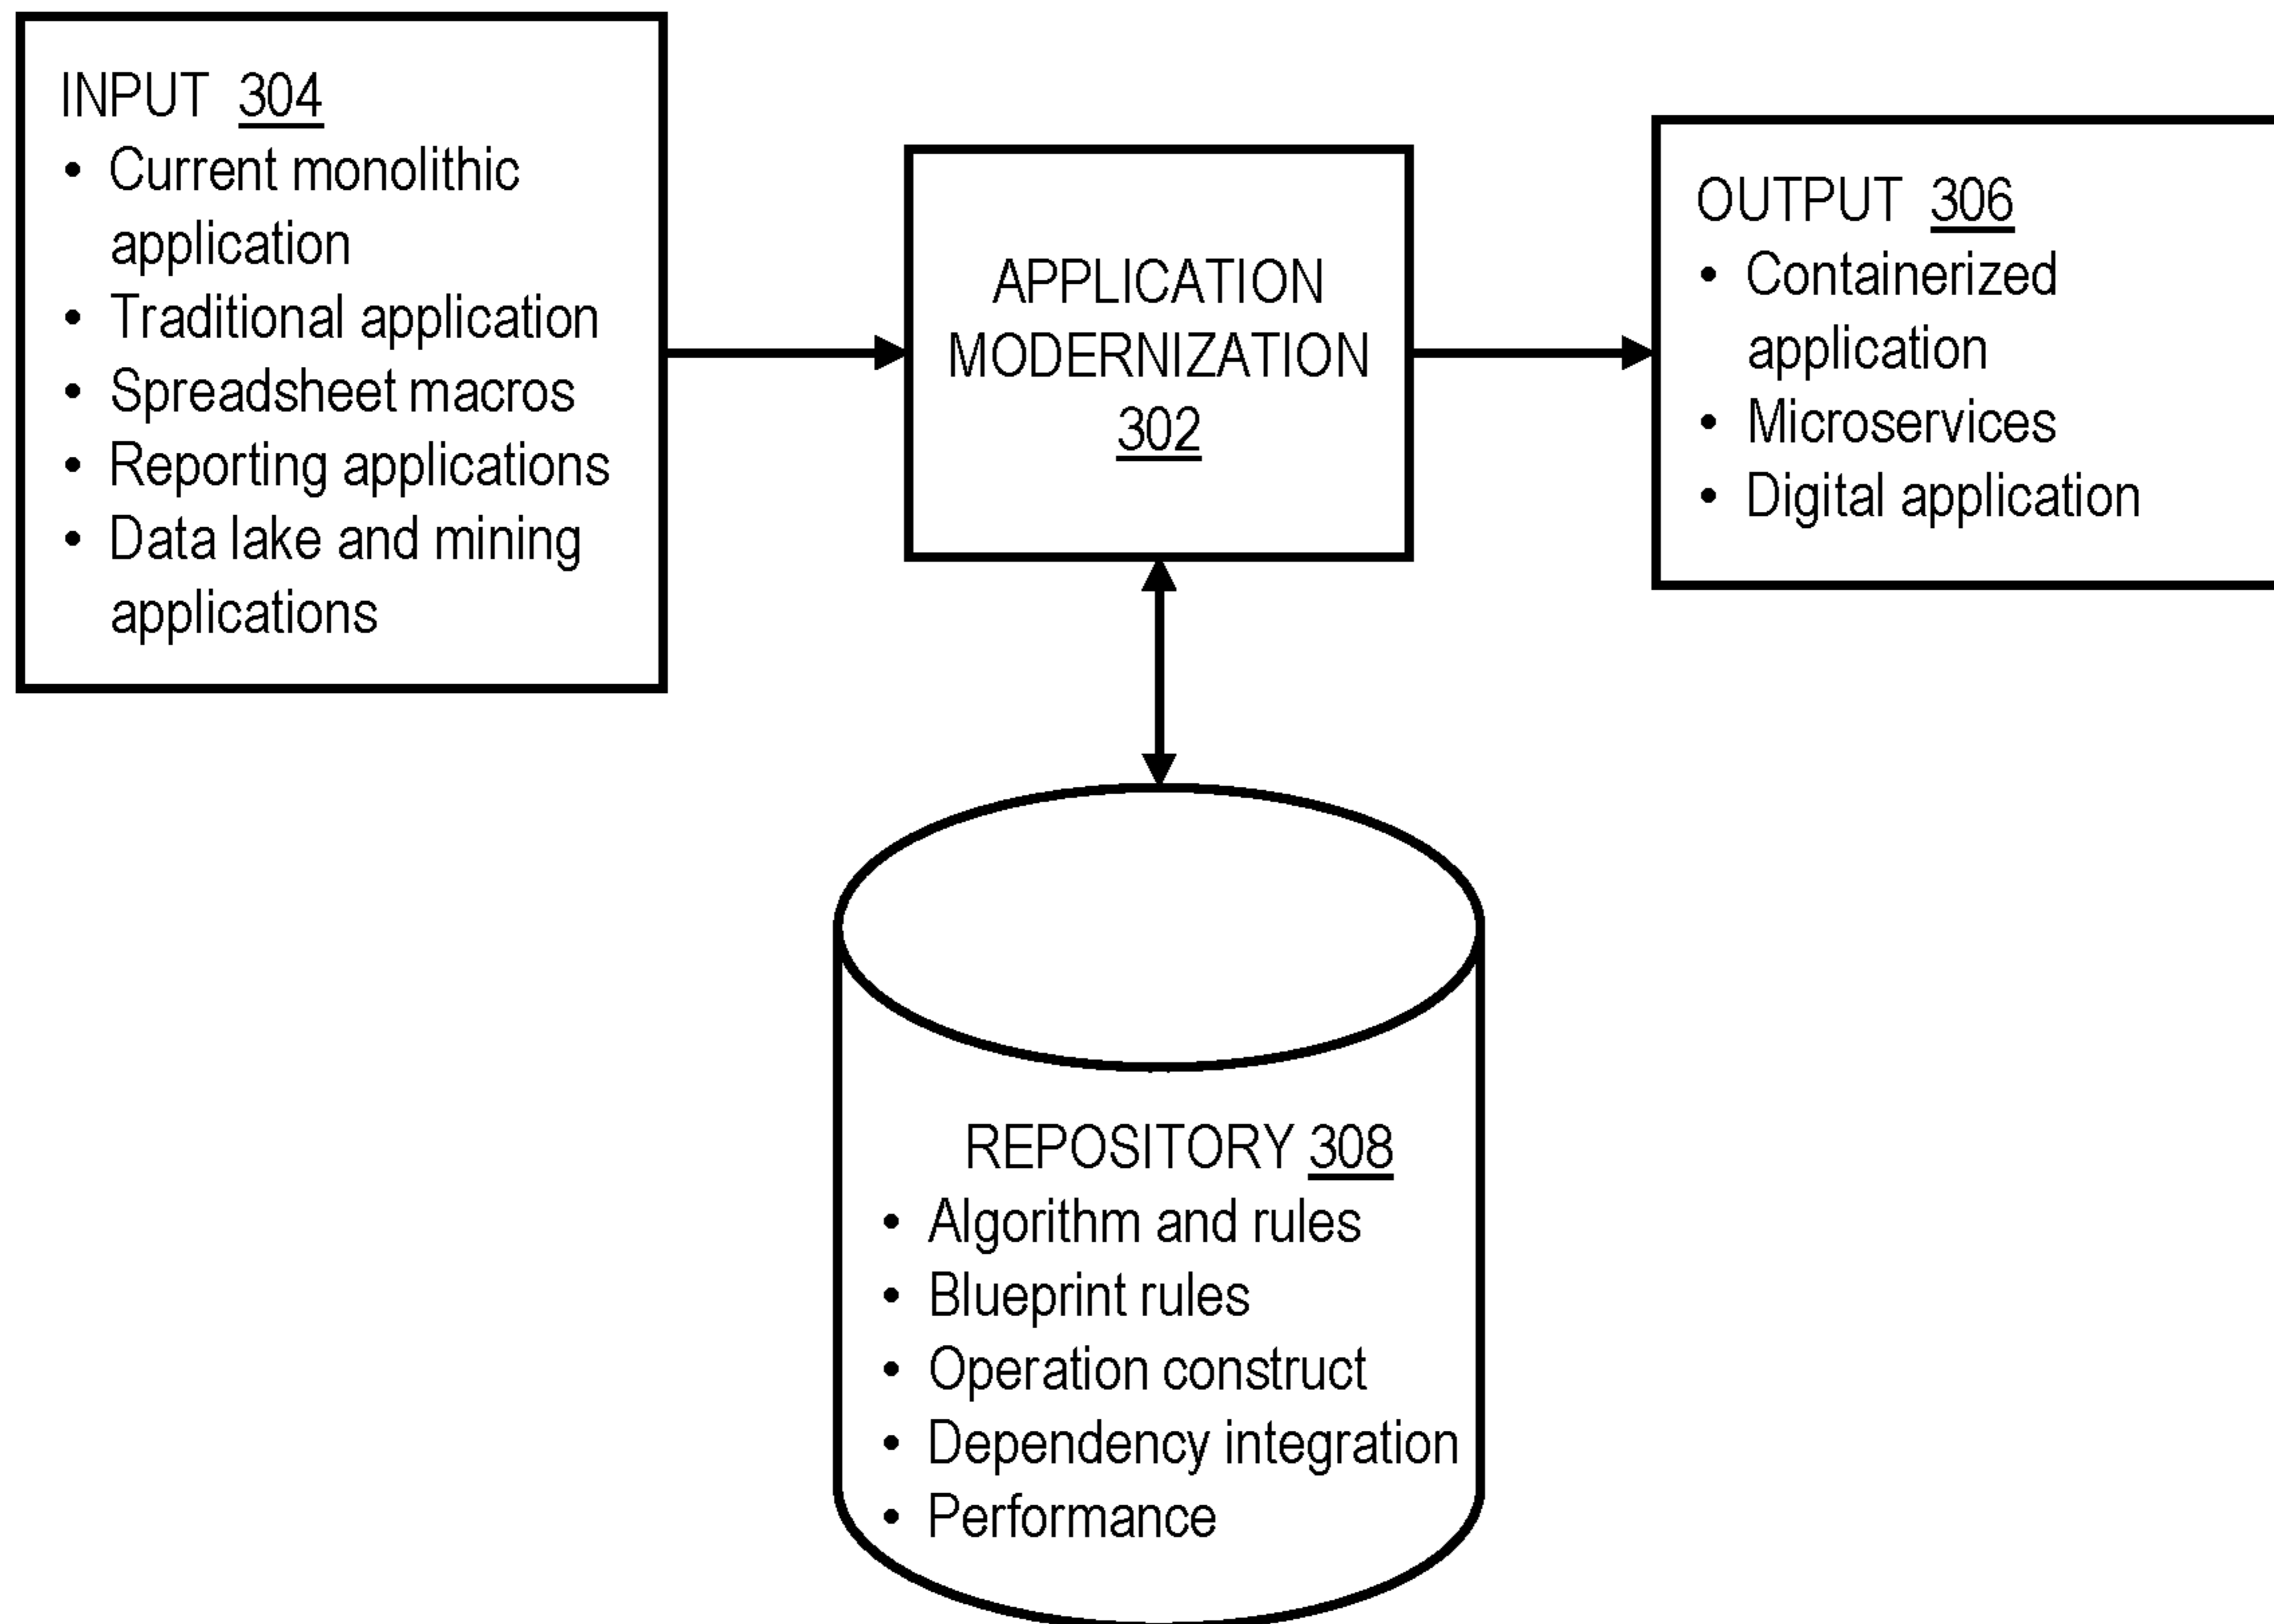 INPUT 304
• Current monolithic
application
• Traditional application
• Spreadsheet macros
• Reporting applications
• Data lake and mining
applications
APPLICATION
MODERNIZATION
302
OUTPUT 306
• Containerized
application
• Microservices
• Digital application
REPOSITORY 308
• Algorithm and rules
• Blueprint rules
• Operation construct
• Dependency integration
• Performance